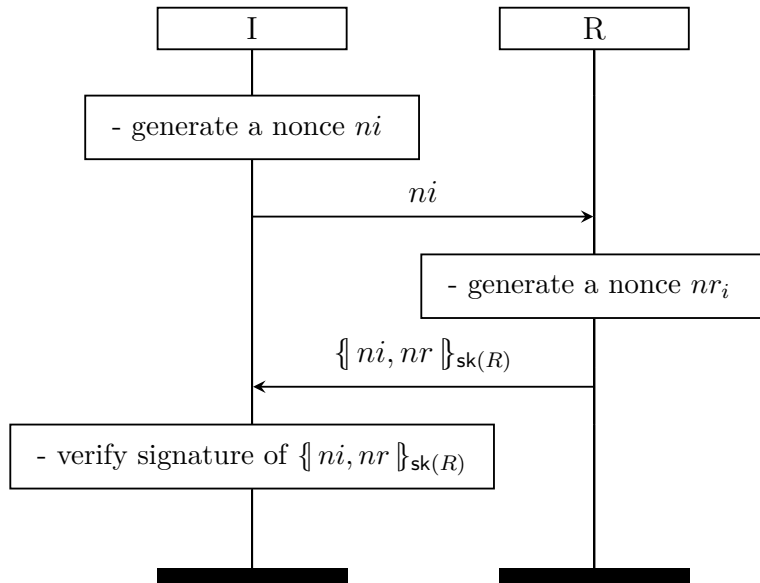 I R
- generate a nonce ni
ni
- generate a nonce nr_i
{[ ni, nr ]}_sk(R)
- verify signature of {[ ni, nr ]}_sk(R)